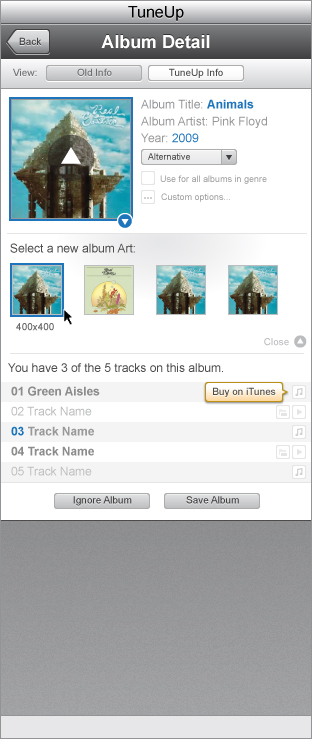 TuneUp
Back
Album Detail
View:
Old Info
TuneUp Info
Real Estate
Album Title: Animals
Album Artist: Pink Floyd
Year: 2009
Alternative
Use for all albums in genre
Custom options...
Select a new album Art:
400x400
Close
You have 3 of the 5 tracks on this album.
01 Green Aisles
Buy on iTunes
02 Track Name
03 Track Name
04 Track Name
05 Track Name
Ignore Album
Save Album